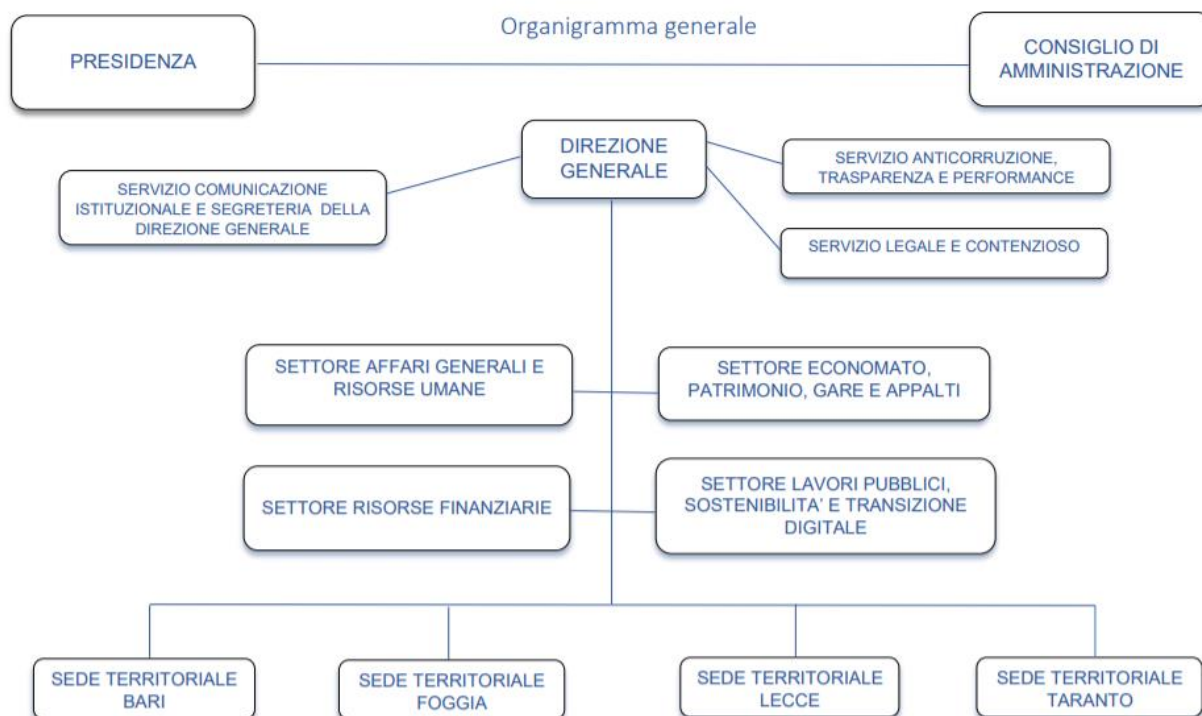 Organigramma generale
PRESIDENZA
CONSIGLIO DI
AMMINISTRAZIONE
DIREZIONE
GENERALE
SERVIZIO COMUNICAZIONE
ISTITUZIONALE E SEGRETERIA DELLA
DIREZIONE GENERALE
SERVIZIO ANTICORRUZIONE,
TRASPARENZA E PERFORMANCE
SERVIZIO LEGALE E CONTENZIOSO
SETTORE AFFARI GENERALI E
RISORSE UMANE
SETTORE ECONOMATO,
PATRIMONIO, GARE E APPALTI
SETTORE RISORSE FINANZIARIE
SETTORE LAVORI PUBBLICI,
SOSTENIBILITA’ E TRANSIZIONE
DIGITALE
SEDE TERRITORIALE
BARI
SEDE TERRITORIALE
FOGGIA
SEDE TERRITORIALE
LECCE
SEDE TERRITORIALE
TARANTO